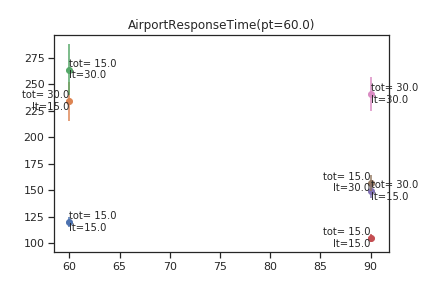 AirportResponseTime(pt=60.0)
275
250
225
200
175
150
125
100
tot= 15.0
lt=30.0
tot= 30.0
lt=15.0
tot= 15.0
lt=15.0
tot= 30.0
lt=30.0
tot= 15.0
lt=30.0
tot= 30.0
lt=15.0
tot= 15.0
lt=15.0
60 65 70 75 80 85 90